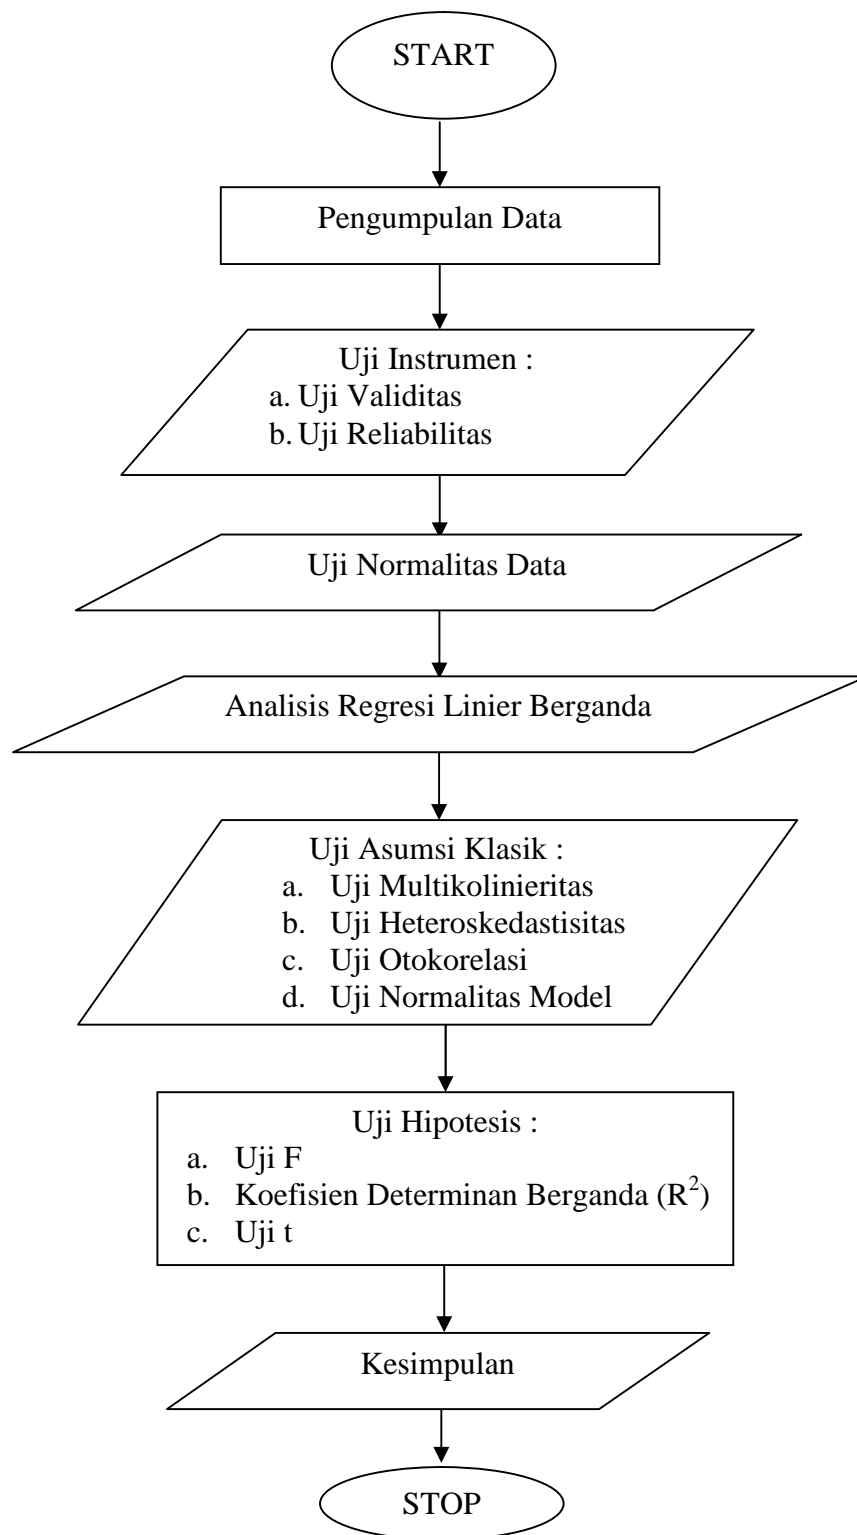 START
Pengumpulan Data
Uji Instrumen :
a. Uji Validitas
b. Uji Reliabilitas
Uji Normalitas Data
Analisis Regresi Linier Berganda
Uji Asumsi Klasik :
a. Uji Multikolinieritas
b. Uji Heteroskedastisitas
c. Uji Otokorelasi
d. Uji Normalitas Model
Uji Hipotesis :
a. Uji F
b. Koefisien Determinan Berganda (R²)
c. Uji t
Kesimpulan
STOP